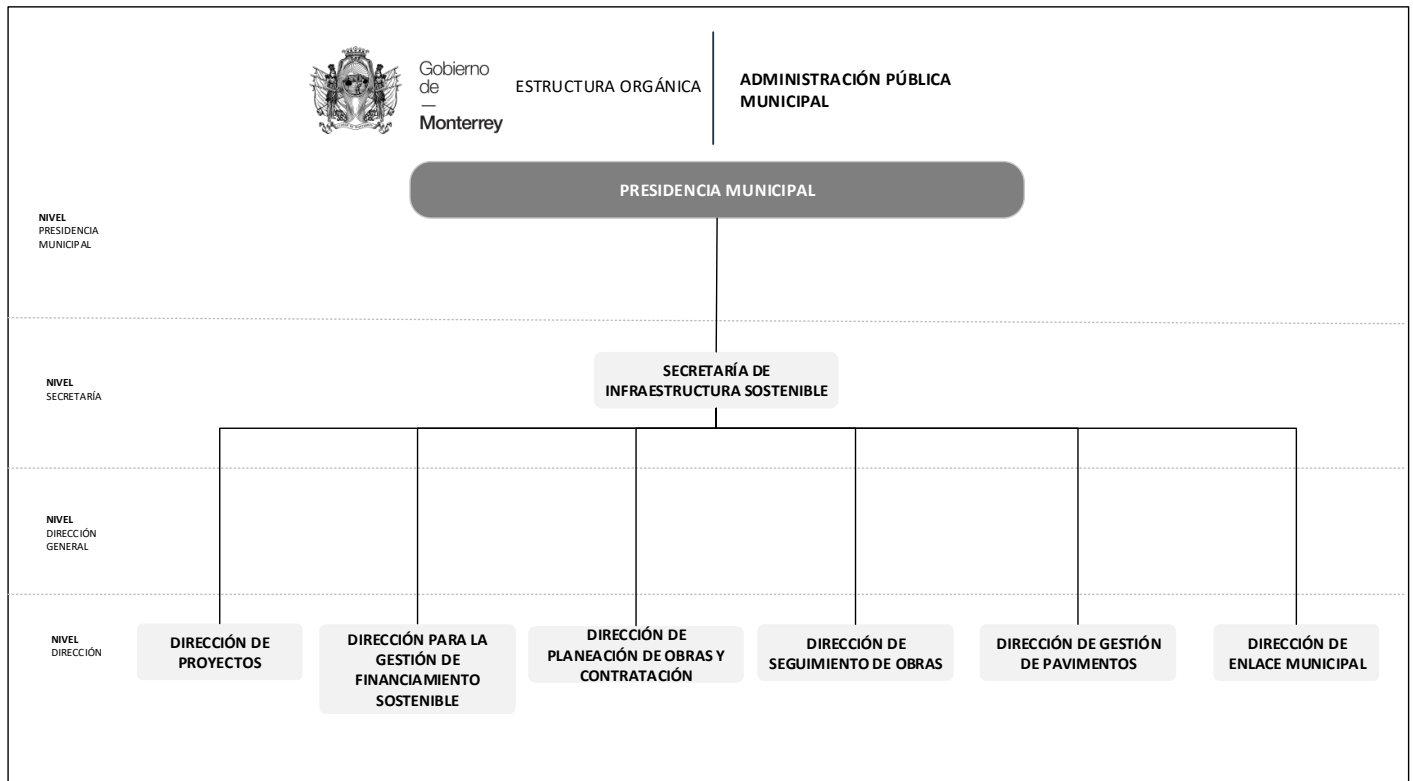 Gobierno
de
—
Monterrey
ESTRUCTURA ORGÁNICA
ADMINISTRACIÓN PÚBLICA
MUNICIPAL
PRESIDENCIA MUNICIPAL
NIVEL
PRESIDENCIA
MUNICIPAL
SECRETARÍA DE
INFRAESTRUCTURA SOSTENIBLE
NIVEL
SECRETARÍA
NIVEL
DIRECCIÓN
GENERAL
NIVEL
DIRECCIÓN
DIRECCIÓN DE
PROYECTOS
DIRECCIÓN PARA LA
GESTIÓN DE
FINANCIAMIENTO
SOSTENIBLE
DIRECCIÓN DE
PLANEACIÓN DE OBRAS Y
CONTRATACIÓN
DIRECCIÓN DE
SEGUIMIENTO DE OBRAS
DIRECCIÓN DE GESTIÓN
DE PAVIMENTOS
DIRECCIÓN DE
ENLACE MUNICIPAL